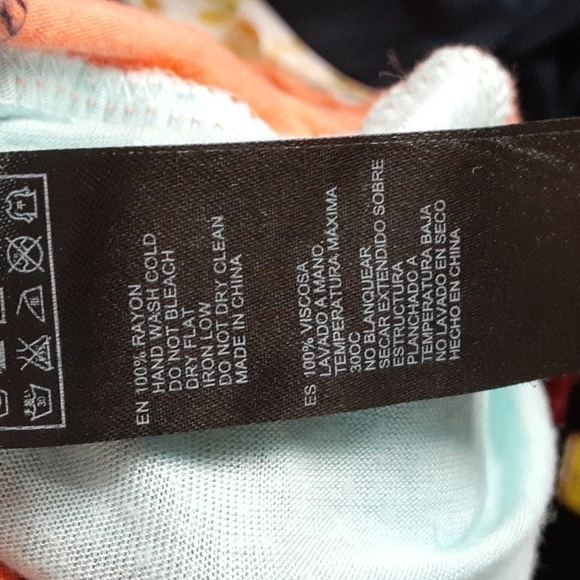 EN 100% RAYON
HAND WASH COLD
DO NOT BLEACH
DRY FLAT
IRON LOW
DO NOT DRY CLEAN
MADE IN CHINA
ES 100% VISCOSA
LAVADO A MANO,
TEMPERATURA MAXIMA
30OC
NO BLANQUEAR
SECAR EXTENDIDO SOBRE
ESTRUCTURA
PLANCHADO A
TEMPERATURA BAJA
NO LAVADO EN SECO
HECHO EN CHINA